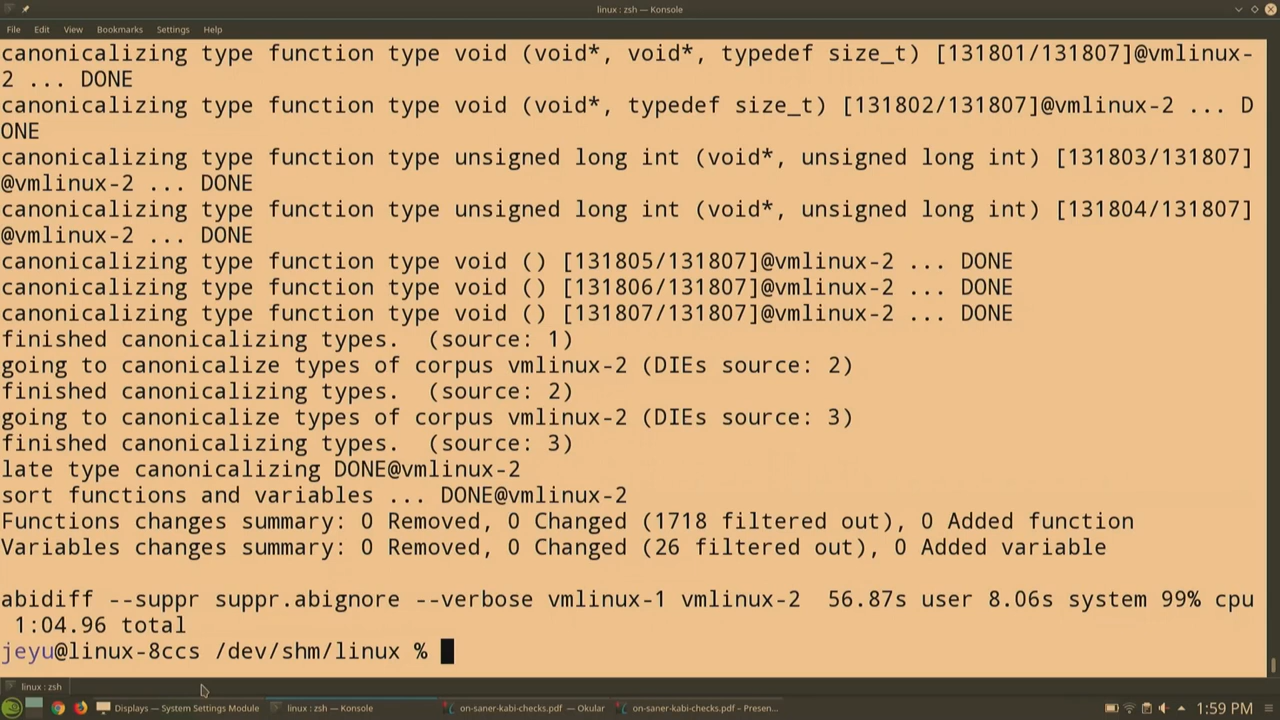 linux : zsh — Konsole
File Edit View Bookmarks Settings Help
canonicalizing type function type void (void*, void*, typedef size_t) [131801/131807]@vmlinux-
2 ... DONE
canonicalizing type function type void (void*, typedef size_t) [131802/131807]@vmlinux-2 ... D
ONE
canonicalizing type function type unsigned long int (void*, unsigned long int) [131803/131807]
@vmlinux-2 ... DONE
canonicalizing type function type unsigned long int (void*, unsigned long int) [131804/131807]
@vmlinux-2 ... DONE
canonicalizing type function type void () [131805/131807]@vmlinux-2 ... DONE
canonicalizing type function type void () [131806/131807]@vmlinux-2 ... DONE
canonicalizing type function type void () [131807/131807]@vmlinux-2 ... DONE
finished canonicalizing types.  (source: 1)
going to canonicalize types of corpus vmlinux-2 (DIEs source: 2)
finished canonicalizing types.  (source: 2)
going to canonicalize types of corpus vmlinux-2 (DIEs source: 3)
finished canonicalizing types.  (source: 3)
late type canonicalizing DONE@vmlinux-2
sort functions and variables ... DONE@vmlinux-2
Functions changes summary: 0 Removed, 0 Changed (1718 filtered out), 0 Added function
Variables changes summary: 0 Removed, 0 Changed (26 filtered out), 0 Added variable
abidiff --suppr suppr.abignore --verbose vmlinux-1 vmlinux-2  56.87s user 8.06s system 99% cpu
1:04.96 total
jeyu@linux-8ccs /dev/shm/linux %
linux : zsh
Displays — System Settings Module linux : zsh — Konsole on-saner-kabi-checks.pdf — Okular on-saner-kabi-checks.pdf – Presen... 1:59 PM